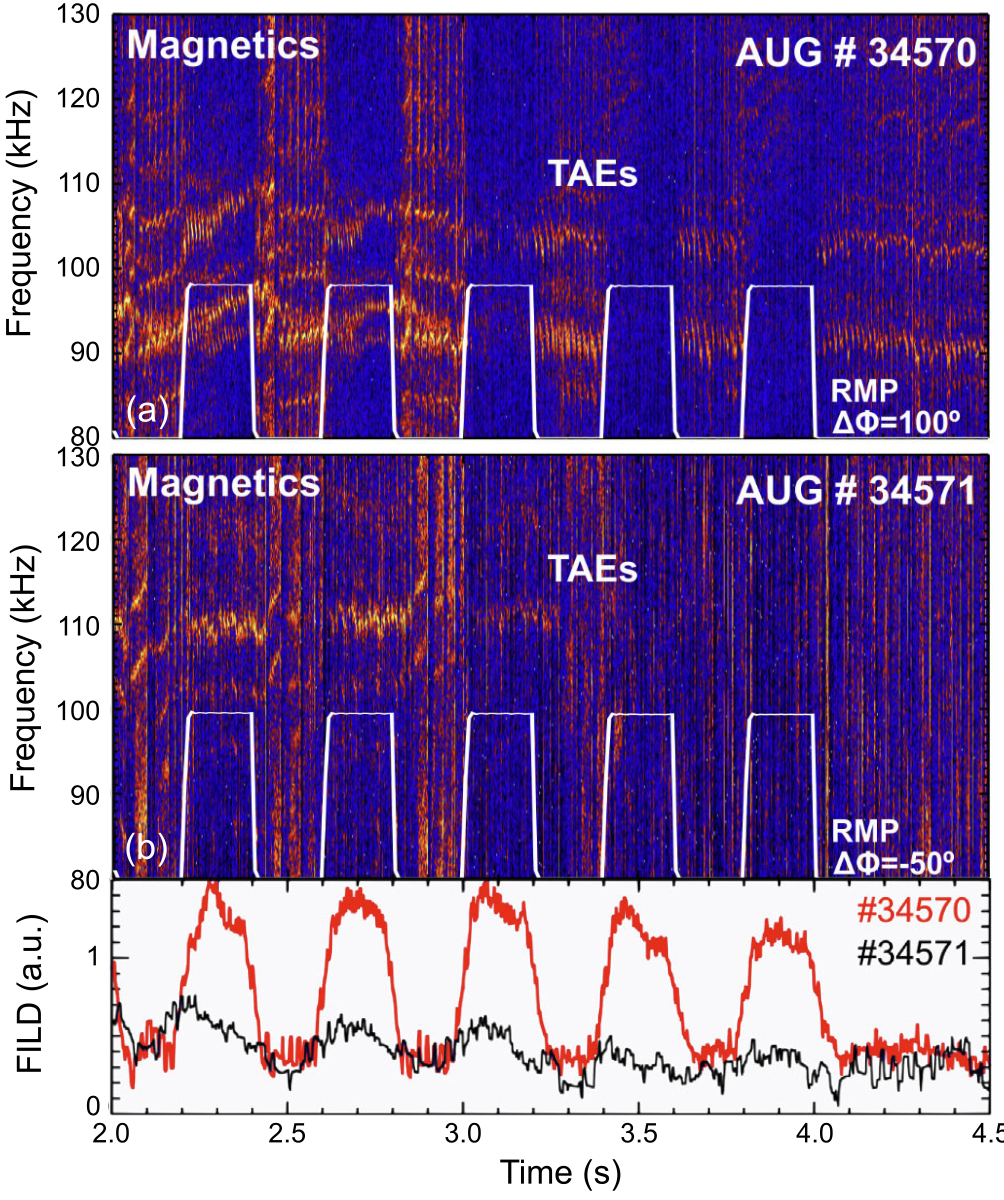 130
Magnetics AUG # 34570
120
TAEs
110
100
90
RMP
(a) ΔΦ=100º
80
Frequency (kHz)
130
Magnetics AUG # 34571
120
TAEs
110
100
90
RMP
(b) ΔΦ=-50º
80
Frequency (kHz)
#34570
#34571
1
0
FILD (a.u.)
2.0 2.5 3.0 3.5 4.0 4.5
Time (s)